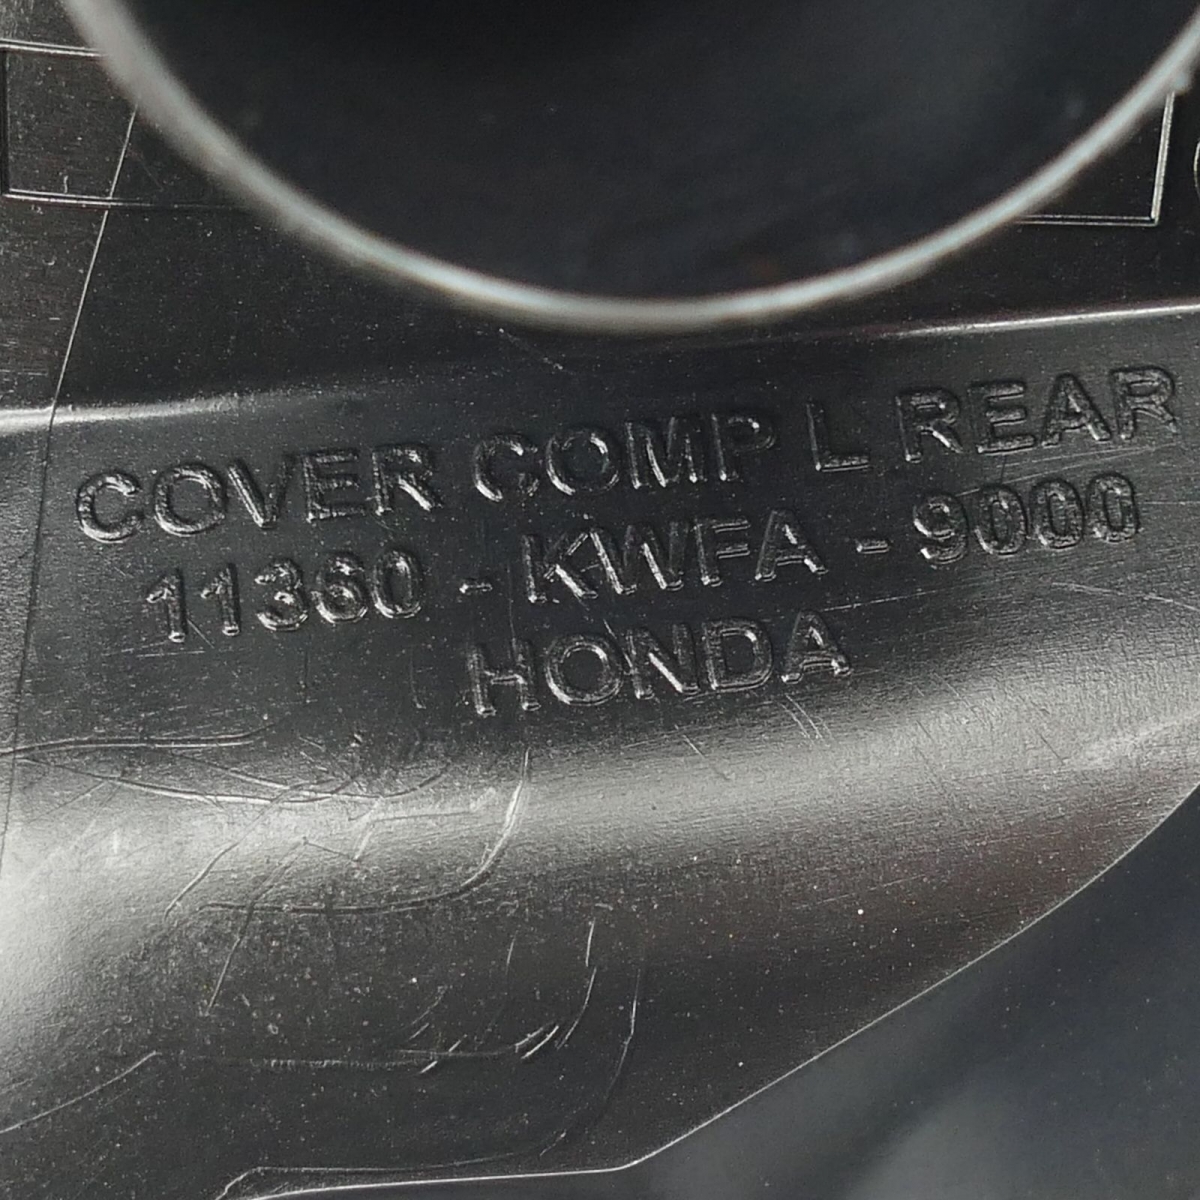 COVER COMP L REAR
11360 - KWFA - 9000
HONDA